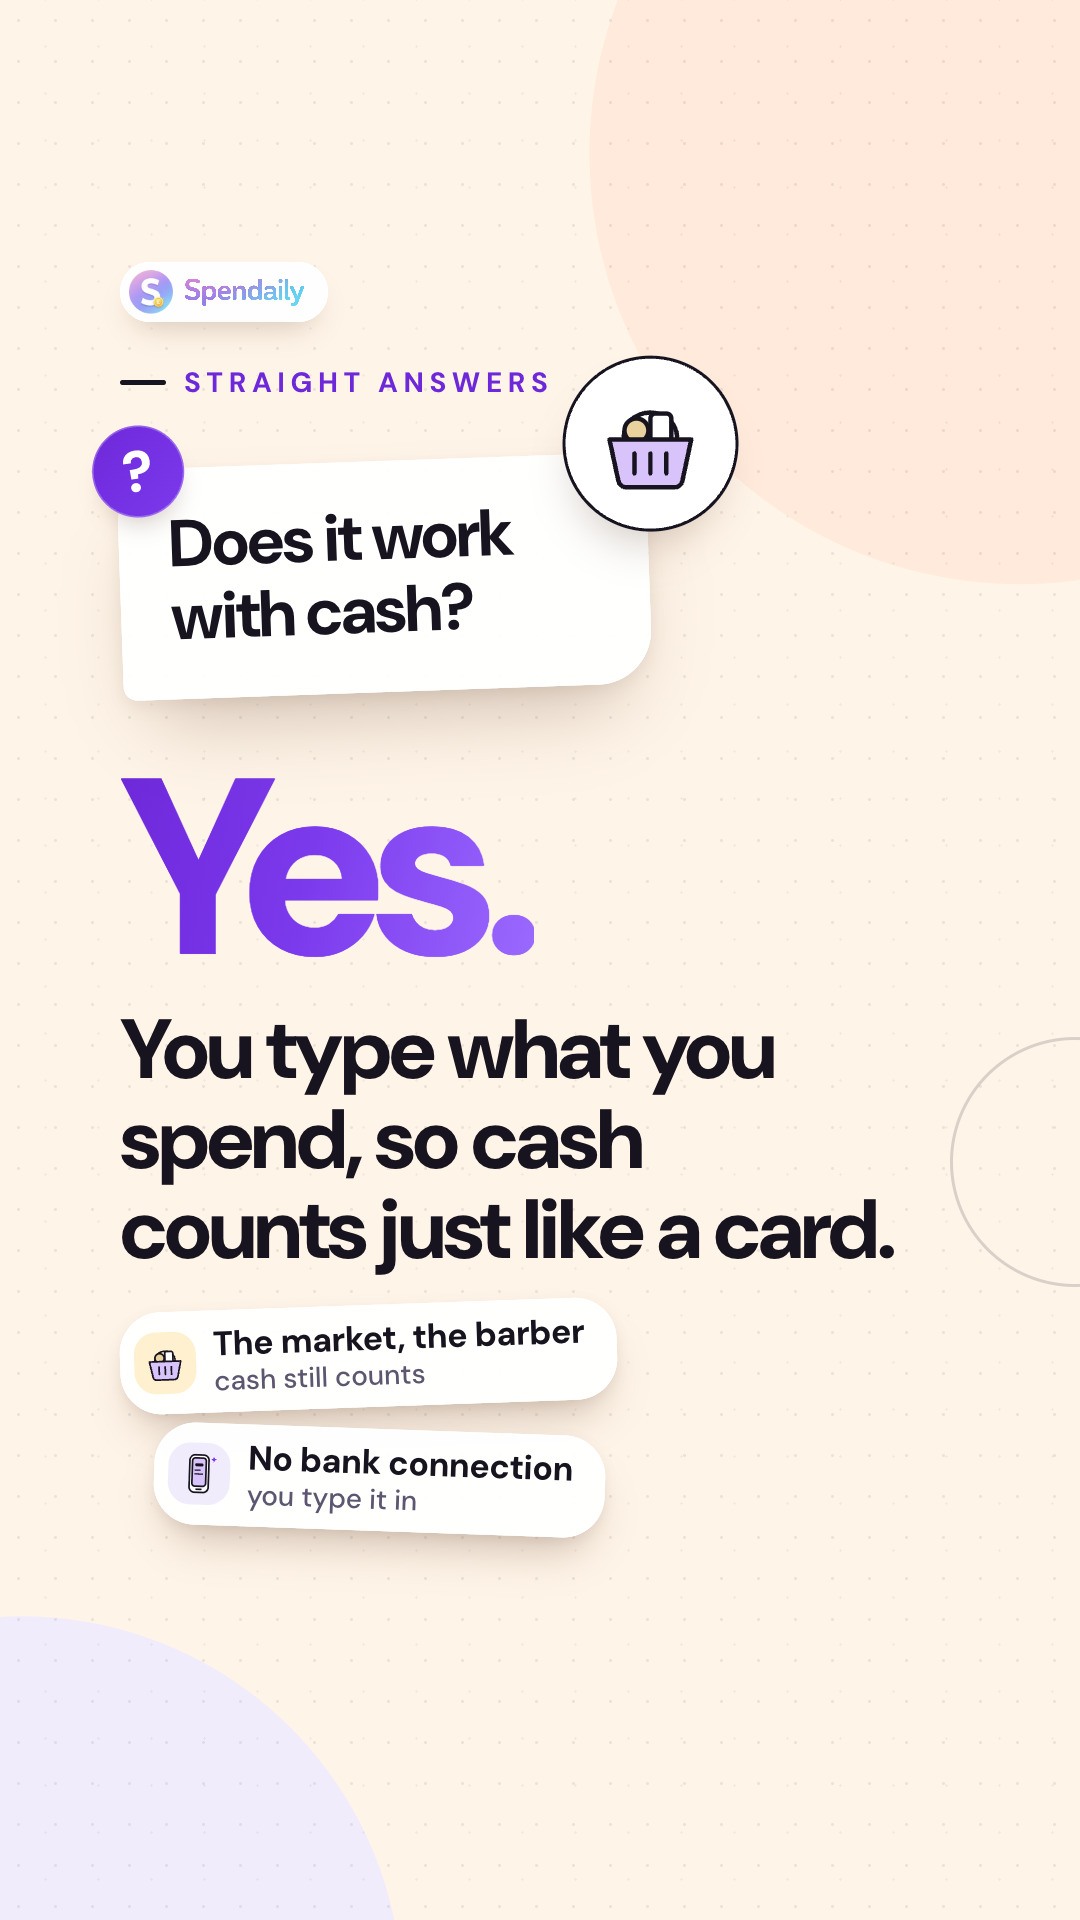 Spendaily
STRAIGHT ANSWERS
?
Does it work
with cash?
Yes.
You type what you
spend, so cash
counts just like a card.
The market, the barber
cash still counts
No bank connection
you type it in